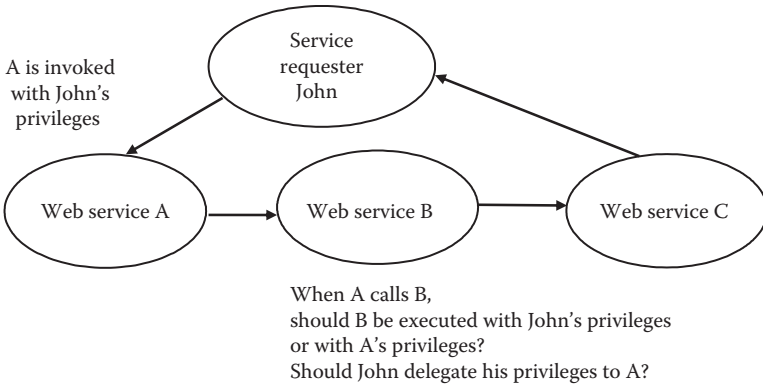 Service
requester
John
A is invoked
with John's
privileges
Web service A
Web service B
Web service C
When A calls B,
should B be executed with John's privileges
or with A's privileges?
Should John delegate his privileges to A?